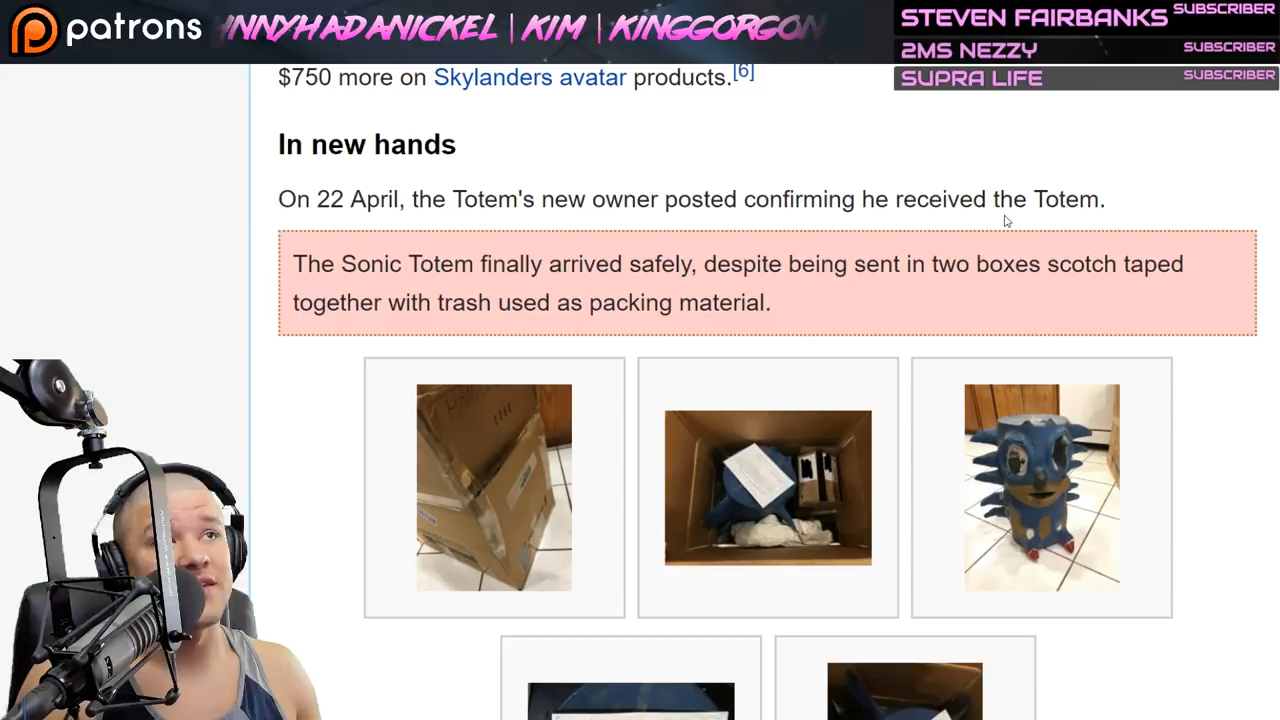 patrons
NNYHADANICKEL | KIM | KINGGORGON
STEVEN FAIRBANKS SUBSCRIBER
2MS NEZZY SUBSCRIBER
SUPRA LIFE SUBSCRIBER
$750 more on Skylanders avatar products.[6]
In new hands
On 22 April, the Totem's new owner posted confirming he received the Totem.
The Sonic Totem finally arrived safely, despite being sent in two boxes scotch taped
together with trash used as packing material.